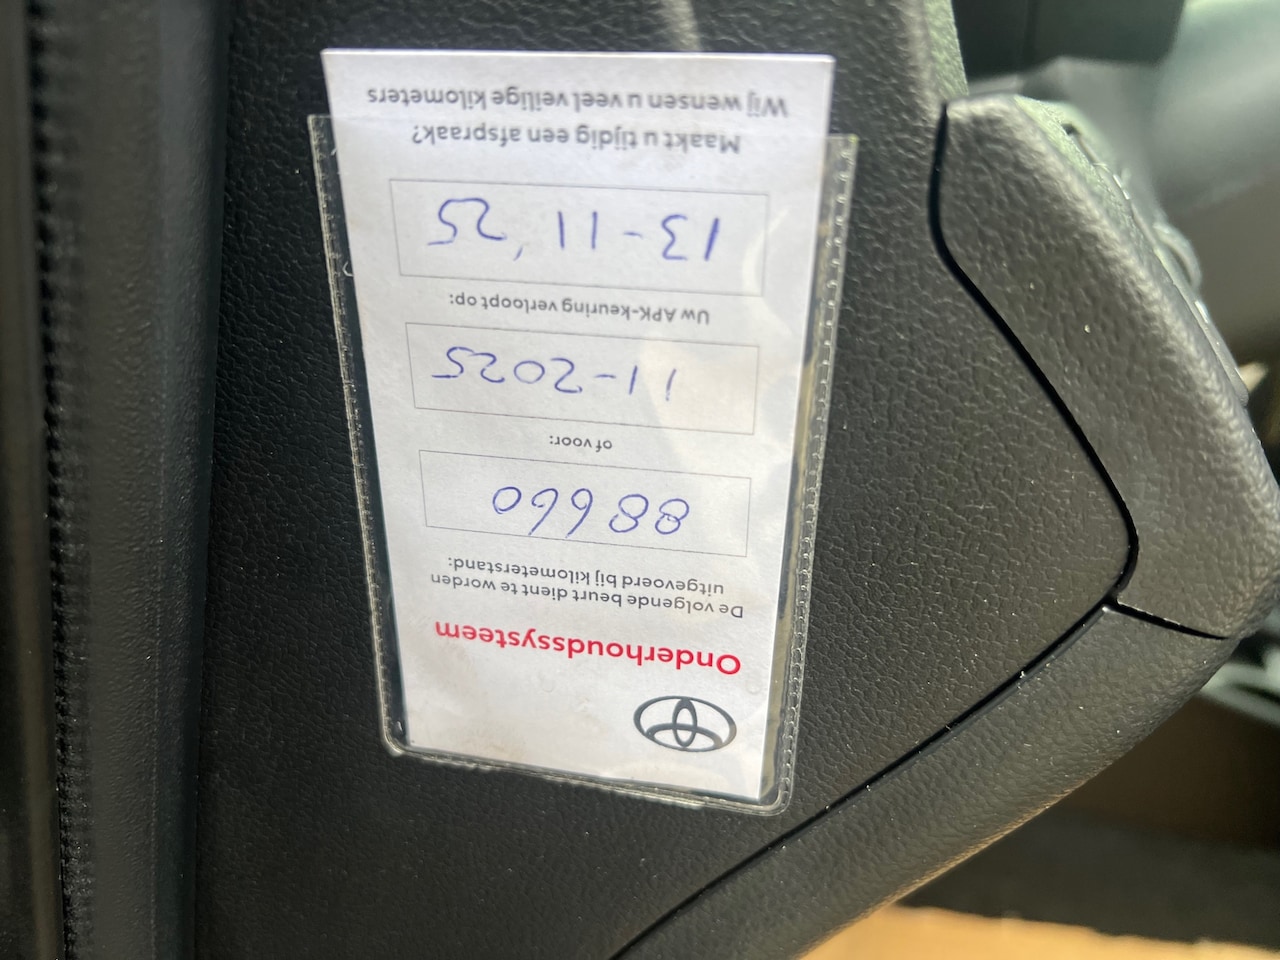 Onderhoudssysteem
De volgende beurt dient te worden
uitgevoerd bij kilometerstand:
88660
of voor:
11-2025
Uw APK-keuring verloopt op:
13-11 '25
Maakt u tijdig een afspraak?
Wij wensen u veel veilige kilometers